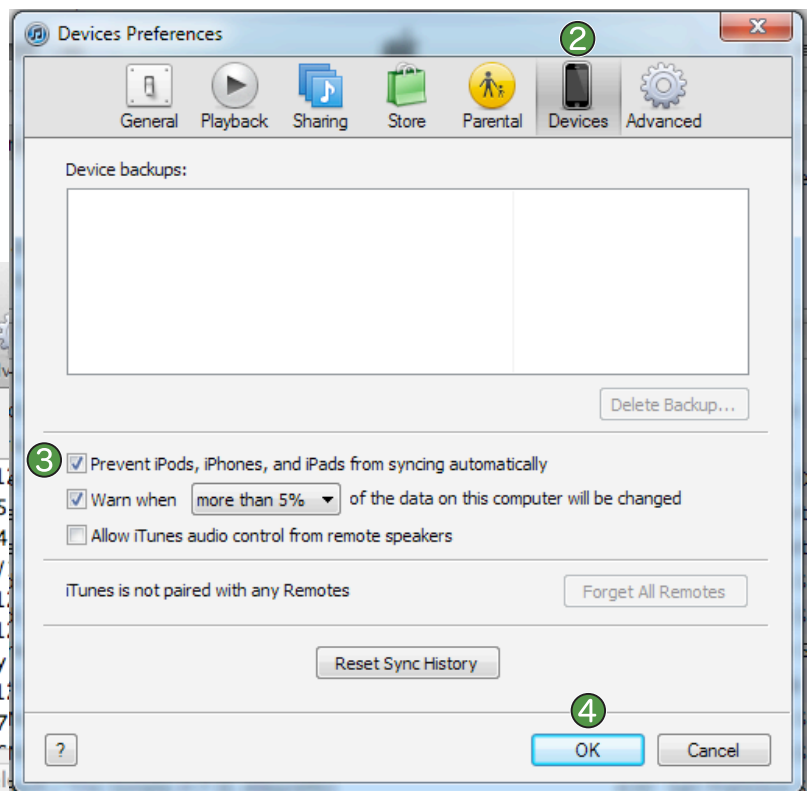 Devices Preferences
2
General Playback Sharing Store Parental Devices Advanced
Device backups:
Delete Backup...
3 Prevent iPods, iPhones, and iPads from syncing automatically
Warn when more than 5% of the data on this computer will be changed
Allow iTunes audio control from remote speakers
iTunes is not paired with any Remotes Forget All Remotes
Reset Sync History
4
? OK Cancel